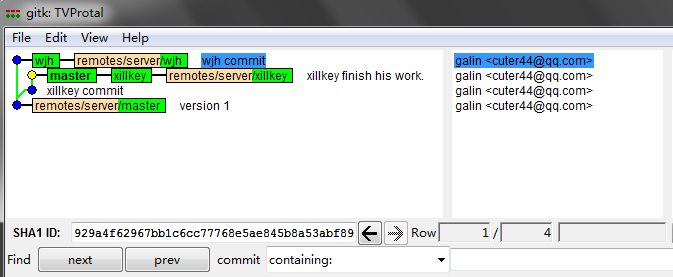 gitk: TVProtal
File Edit View Help
wjh remotes/server/wjh wjh commit galin <cuter44@qq.com>
master xillkey remotes/server/xillkey xillkey finish his work. galin <cuter44@qq.com>
xillkey commit galin <cuter44@qq.com>
remotes/server/master version 1 galin <cuter44@qq.com>
SHA1 ID: 929a4f62967bb1c6cc77768e5ae845b8a53abf89 Row 1 / 4
Find next prev commit containing: